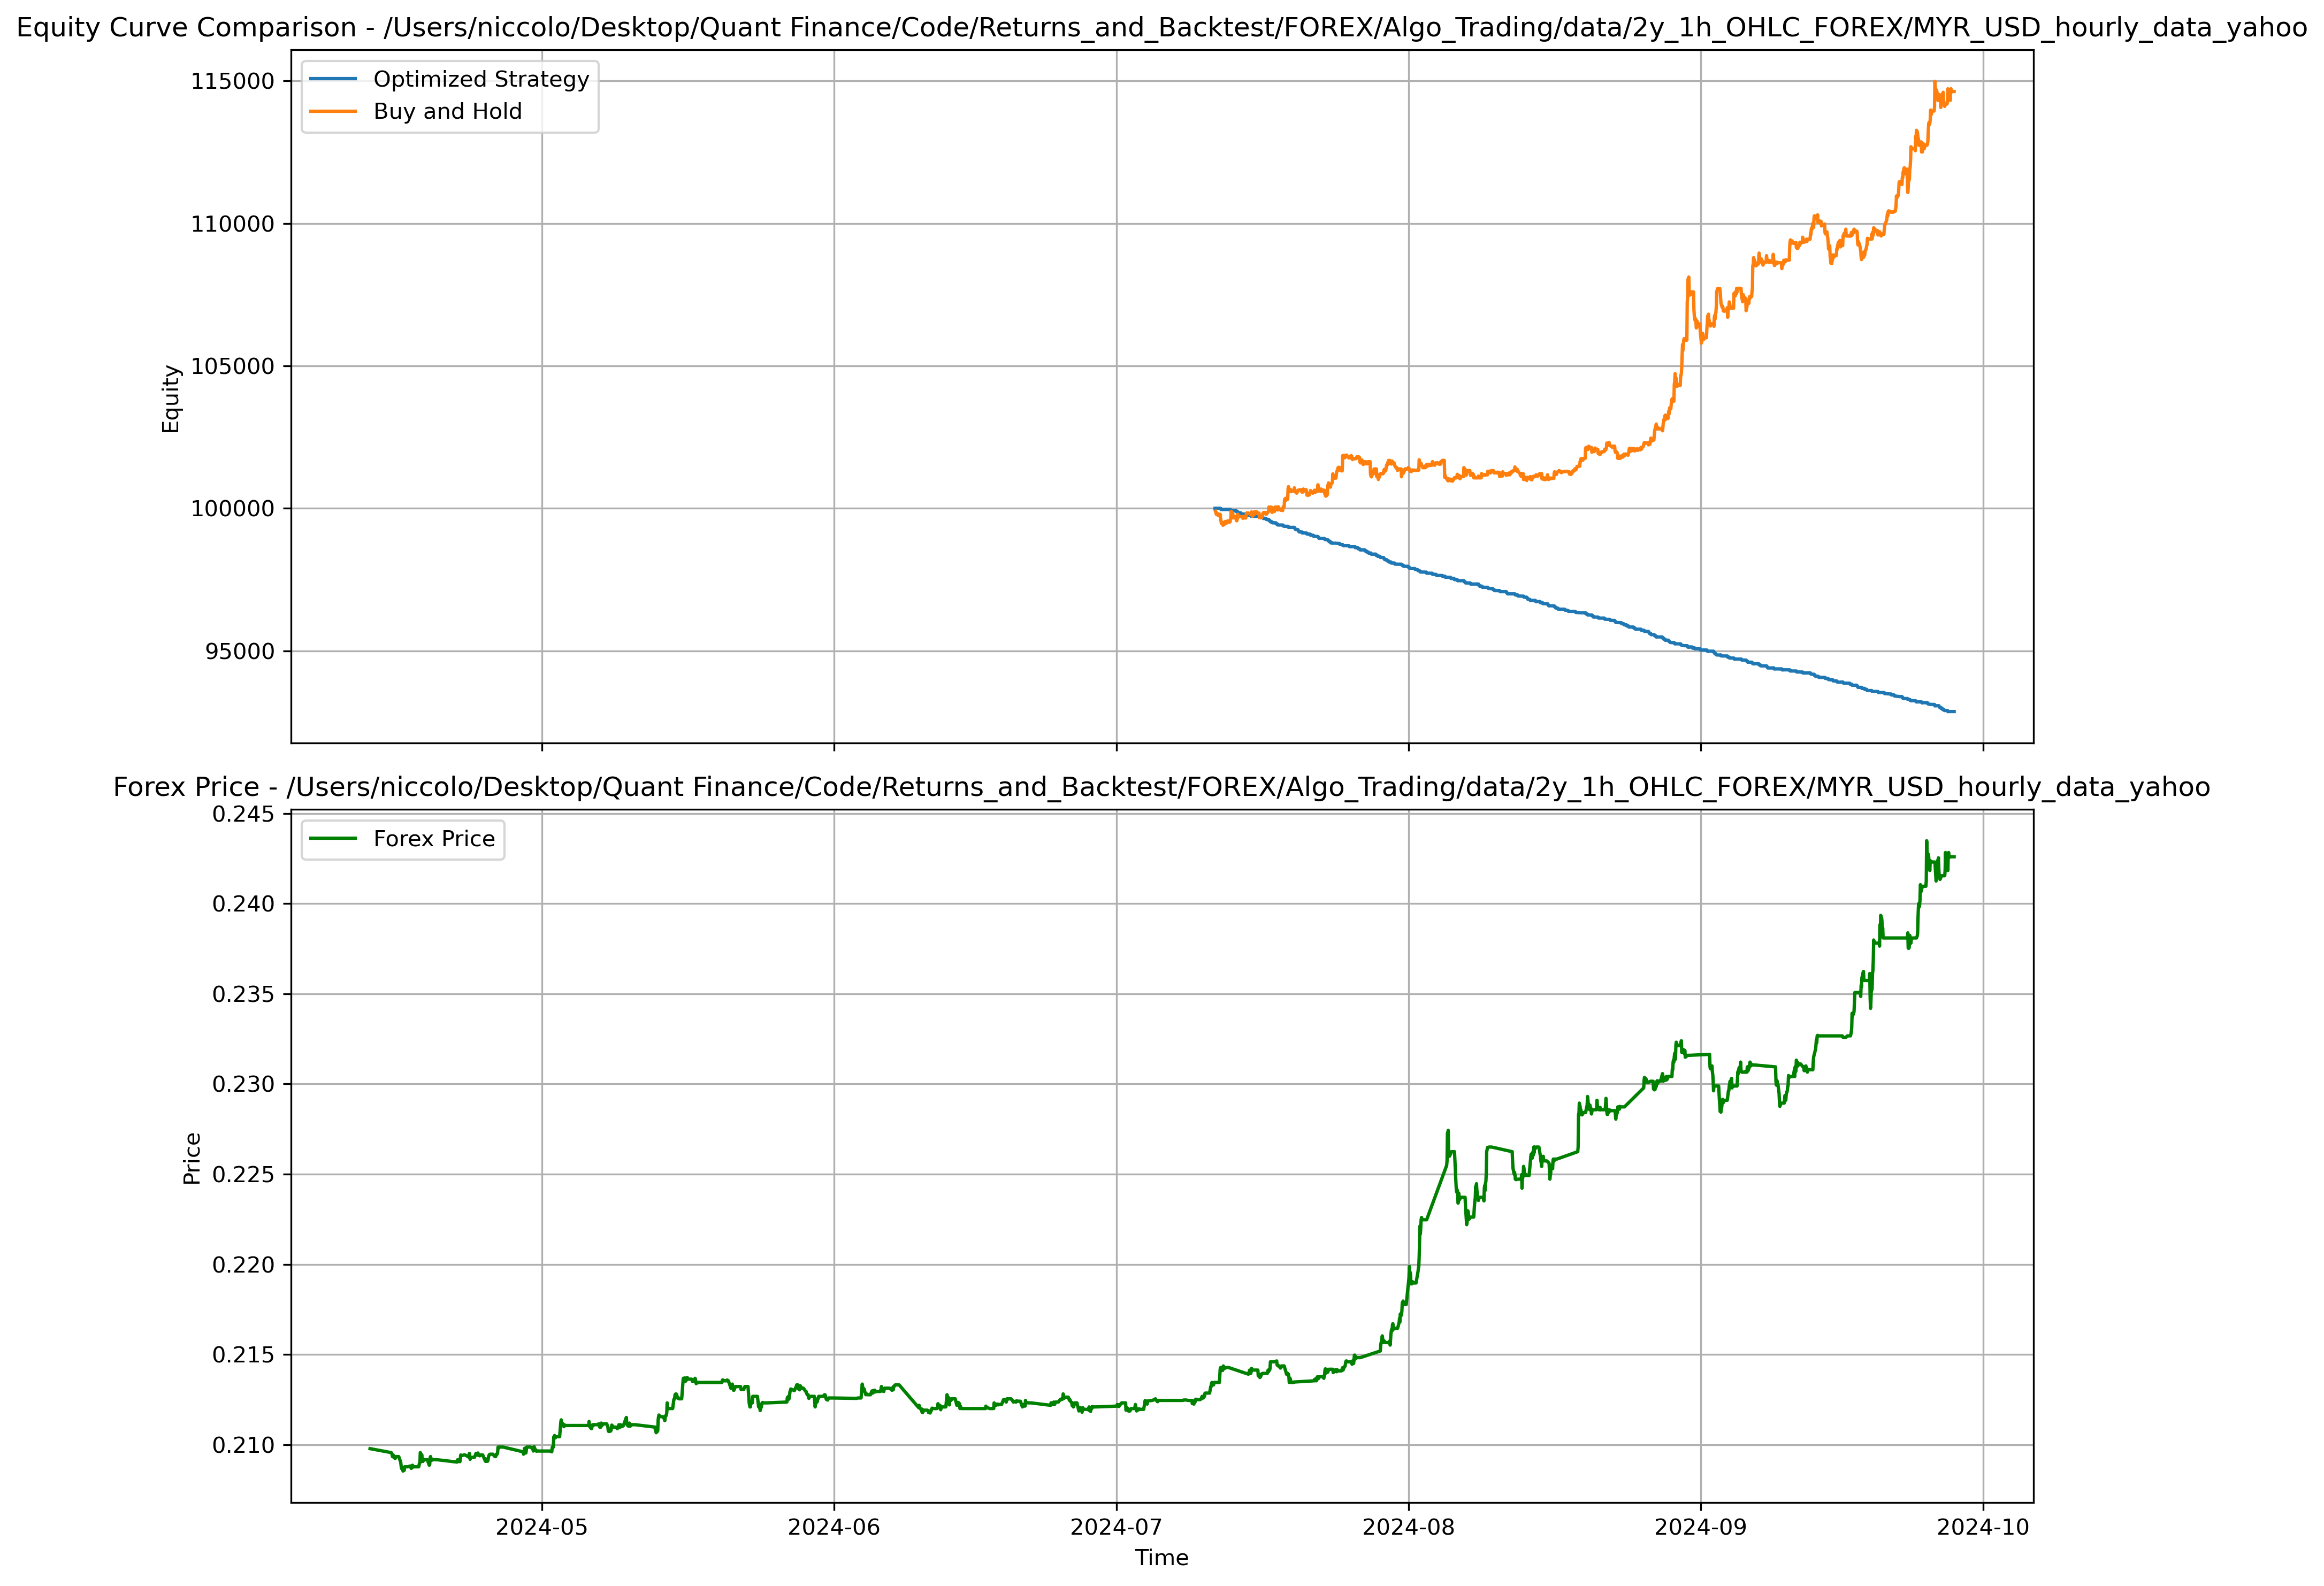 Equity Curve Comparison - /Users/niccolo/Desktop/Quant Finance/Code/Returns_and_Backtest/FOREX/Algo_Trading/data/2y_1h_OHLC_FOREX/MYR_USD_hourly_data_yahoo
Optimized Strategy
Buy and Hold
115000
110000
105000
100000
95000
Equity
Forex Price - /Users/niccolo/Desktop/Quant Finance/Code/Returns_and_Backtest/FOREX/Algo_Trading/data/2y_1h_OHLC_FOREX/MYR_USD_hourly_data_yahoo
Forex Price
0.245
0.240
0.235
0.230
0.225
0.220
0.215
0.210
Price
2024-05
2024-06
2024-07
2024-08
2024-09
2024-10
Time